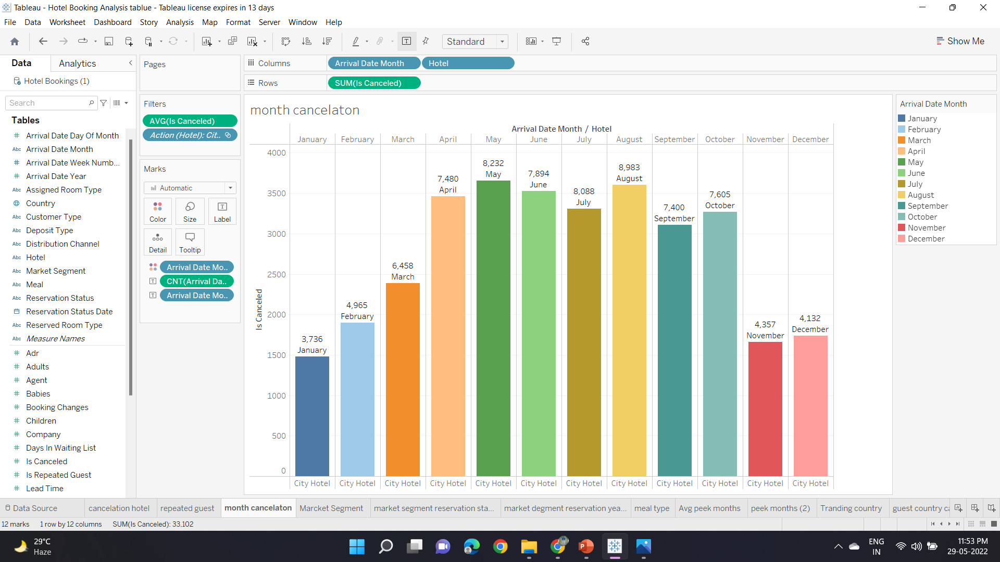 Tableau - Hotel Booking Analysis tablue - Tableau license expires in 13 days
File Data Worksheet Dashboard Story Analysis Map Format Server Window Help
Standard
Show Me
Data Analytics
Hotel Bookings (1)
Search
Tables
Arrival Date Day Of Month
Abc Arrival Date Month
Arrival Date Week Numb...
Arrival Date Year
Abc Assigned Room Type
Country
Abc Customer Type
Abc Deposit Type
Abc Distribution Channel
Abc Hotel
Abc Market Segment
Abc Meal
Abc Reservation Status
Reservation Status Date
Abc Reserved Room Type
Abc Measure Names
Adr
Adults
Agent
Babies
Booking Changes
Children
Company
Days In Waiting List
Is Canceled
Is Repeated Guest
Lead Time
Pages
Filters
AVG(Is Canceled)
Action (Hotel): Cit..
Marks
Automatic
Color Size Label
Detail Tooltip
Arrival Date Mo..
CNT(Arrival Da..
Arrival Date Mo..
Columns Arrival Date Month Hotel
Rows SUM(Is Canceled)
month cancelaton
Arrival Date Month / Hotel
January February March April May June July August September October November December
Is Canceled
4000
3500
3000
2500
2000
1500
1000
500
0
3,736
January
4,965
February
6,458
March
7,480
April
8,232
May
7,894
June
8,088
July
8,983
August
7,400
September
7,605
October
4,357
November
4,132
December
City Hotel City Hotel City Hotel City Hotel City Hotel City Hotel City Hotel City Hotel City Hotel City Hotel City Hotel City Hotel
Arrival Date Month
January
February
March
April
May
June
July
August
September
October
November
December
Data Source cancelation hotel repeated guest month cancelaton Marcket Segment market segment reservation sta... market degment reservation yea... meal type Avg peek months peek months (2) Tranding country guest country ca
12 marks 1 row by 12 columns SUM(Is Canceled): 33,102
29°C
Haze
ENG
IN
11:53 PM
29-05-2022